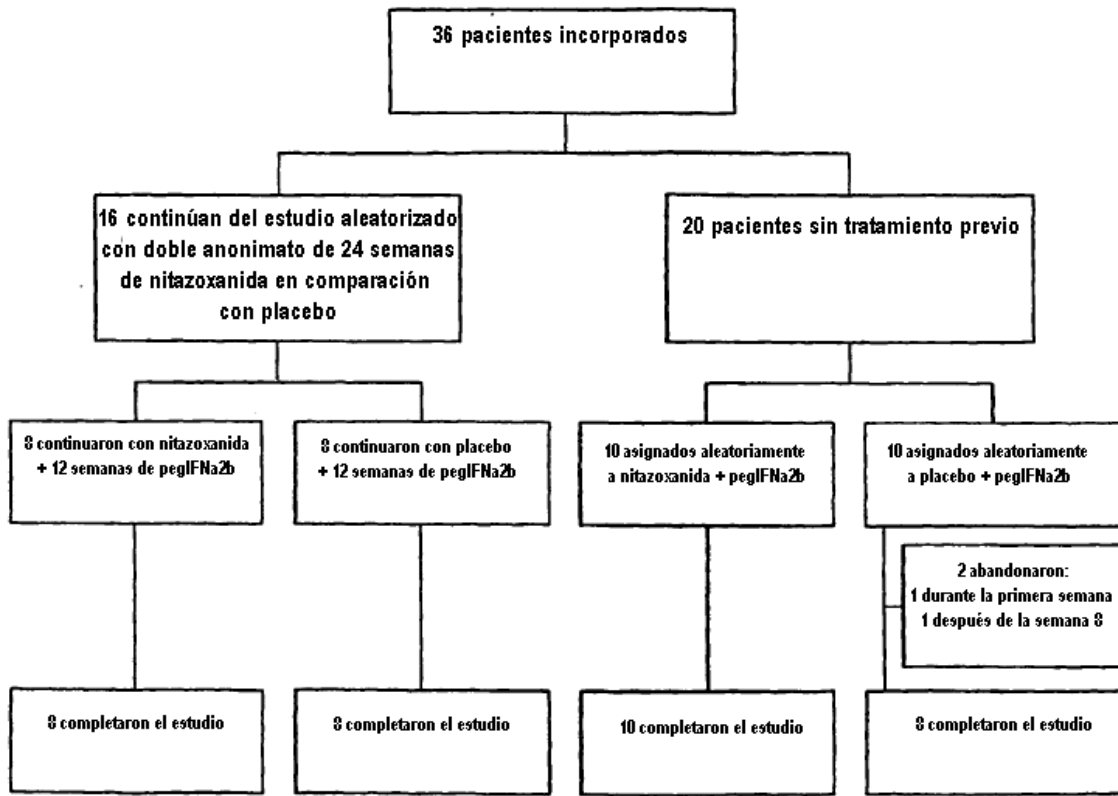 36 pacientes incorporados
16 continúan del estudio aleatorizado
con doble anonimato de 24 semanas
de nitazoxanida en comparación
con placebo
20 pacientes sin tratamiento previo
8 continuaron con nitazoxanida
+ 12 semanas de pegIFNa2b
8 continuaron con placebo
+ 12 semanas de pegIFNa2b
10 asignados aleatoriamente
a nitazoxanida + pegIFNa2b
10 asignados aleatoriamente
a placebo + pegIFNa2b
2 abandonaron:
1 durante la primera semana
1 después de la semana 8
8 completaron el estudio
8 completaron el estudio
10 completaron el estudio
8 completaron el estudio